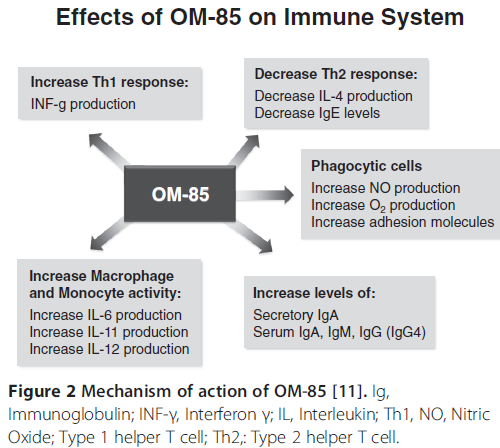 Effects of OM-85 on Immune System
Increase Th1 response:
INF-g production
Decrease Th2 response:
Decrease IL-4 production
Decrease IgE levels
OM-85
Phagocytic cells
Increase NO production
Increase O₂ production
Increase adhesion molecules
Increase Macrophage
and Monocyte activity:
Increase IL-6 production
Increase IL-11 production
Increase IL-12 production
Increase levels of:
Secretory IgA
Serum IgA, IgM, IgG (IgG4)
Figure 2 Mechanism of action of OM-85 [11]. Ig,
Immunoglobulin; INF-γ, Interferon γ; IL, Interleukin; Th1, NO, Nitric
Oxide; Type 1 helper T cell; Th2,: Type 2 helper T cell.